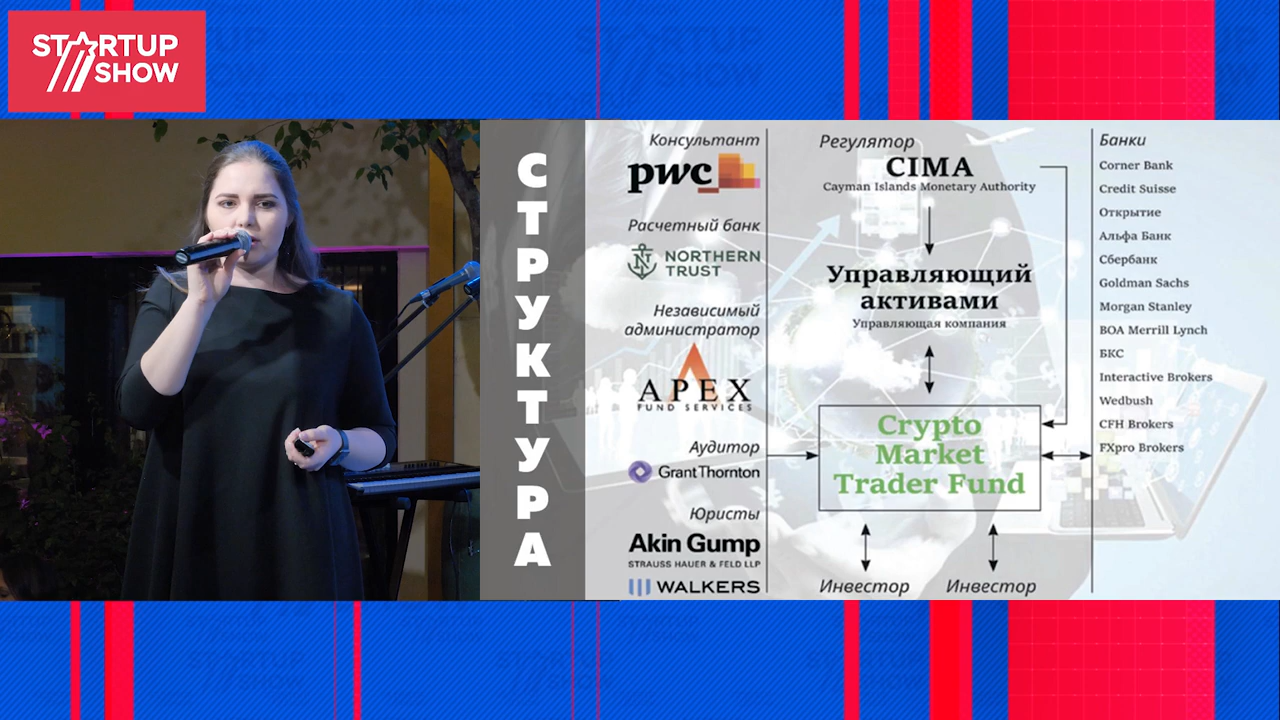 STARTUP
SHOW
СТРУКТУРА
Консультант
pwc
Расчетный банк
NORTHERN
TRUST
Независимый
администратор
APEX
FUND SERVICES
Аудитор
Grant Thornton
Юристы
Akin Gump
STRAUSS HAUER & FELD LLP
WALKERS
Регулятор
CIMA
Cayman Islands Monetary Authority
Управляющий
активами
Управляющая компания
Crypto
Market
Trader Fund
Инвестор
Инвестор
Банки
Corner Bank
Credit Suisse
Открытие
Альфа Банк
Сбербанк
Goldman Sachs
Morgan Stanley
BOA Merrill Lynch
БКС
Interactive Brokers
Wedbush
CFH Brokers
FXpro Brokers